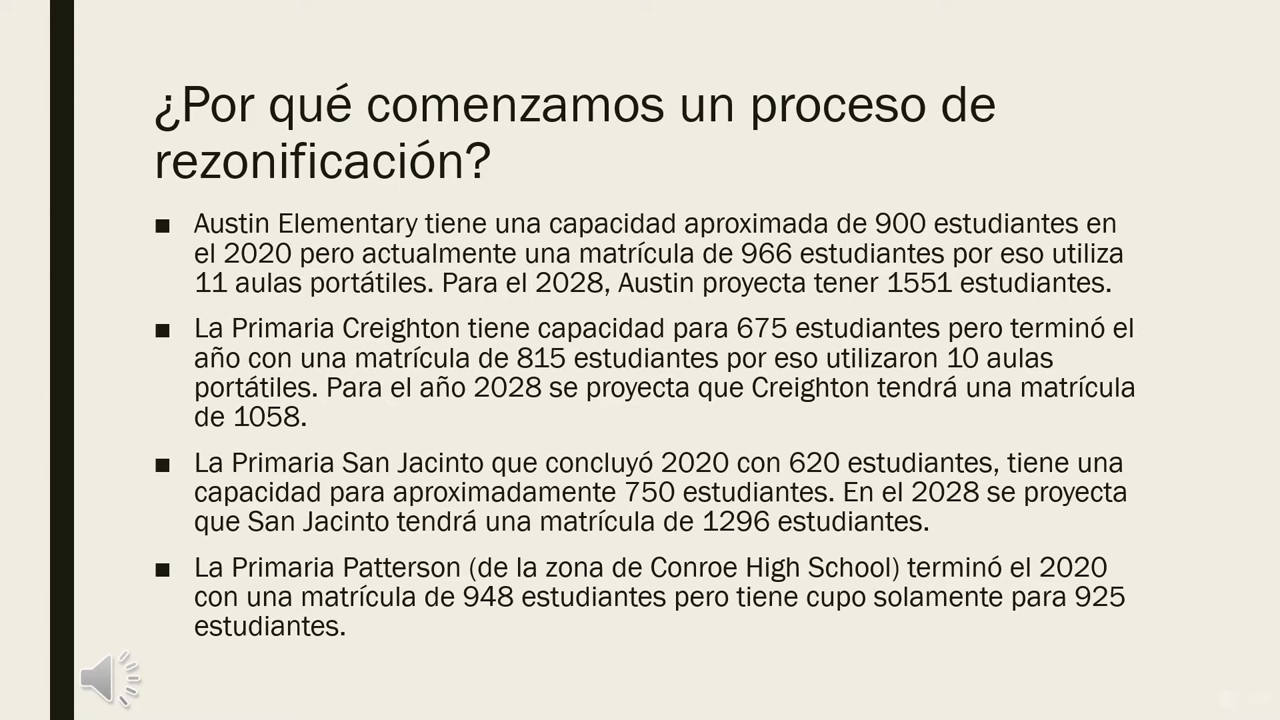 ¿Por qué comenzamos un proceso de
rezonificación?
■ Austin Elementary tiene una capacidad aproximada de 900 estudiantes en
el 2020 pero actualmente una matrícula de 966 estudiantes por eso utiliza
11 aulas portátiles. Para el 2028, Austin proyecta tener 1551 estudiantes.
■ La Primaria Creighton tiene capacidad para 675 estudiantes pero terminó el
año con una matrícula de 815 estudiantes por eso utilizaron 10 aulas
portátiles. Para el año 2028 se proyecta que Creighton tendrá una matrícula
de 1058.
■ La Primaria San Jacinto que concluyó 2020 con 620 estudiantes, tiene una
capacidad para aproximadamente 750 estudiantes. En el 2028 se proyecta
que San Jacinto tendrá una matrícula de 1296 estudiantes.
■ La Primaria Patterson (de la zona de Conroe High School) terminó el 2020
con una matrícula de 948 estudiantes pero tiene cupo solamente para 925
estudiantes.